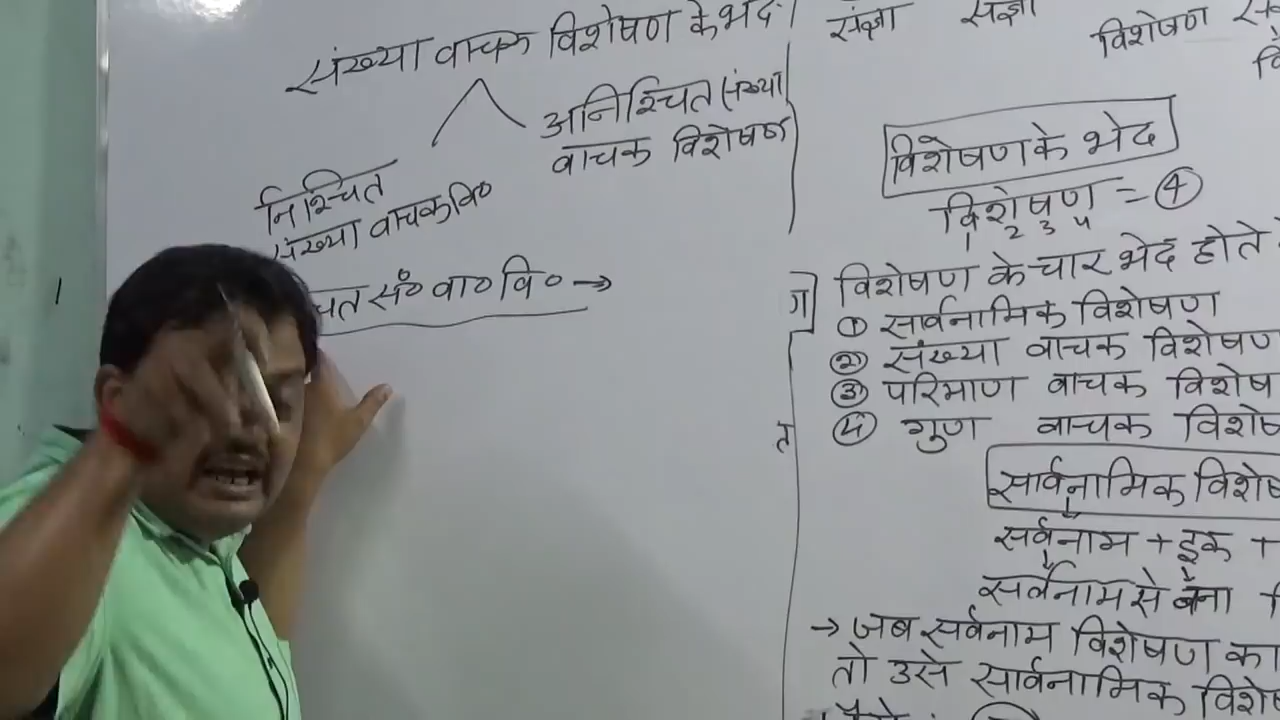 संख्या वाचक विशेषण के भेद
अनिश्चित संख्या
वाचक विशेषण
निश्चित
संख्या वाचक वि०
चत सं० वा० वि० →
संज्ञा संज्ञा
विशेषण
विशेषण के भेद
विशेषण = ④
1 2 3 4
विशेषण के चार भेद होते
① सार्वनामिक विशेषण
② संख्या वाचक विशेषण
③ परिमाण वाचक विशेष
④ गुण वाचक विशेष
सार्वनामिक विशे
सर्वनाम + इक +
सर्वनाम से बना
→ जब सर्वनाम विशेषण का
तो उसे सार्वनामिक विशे